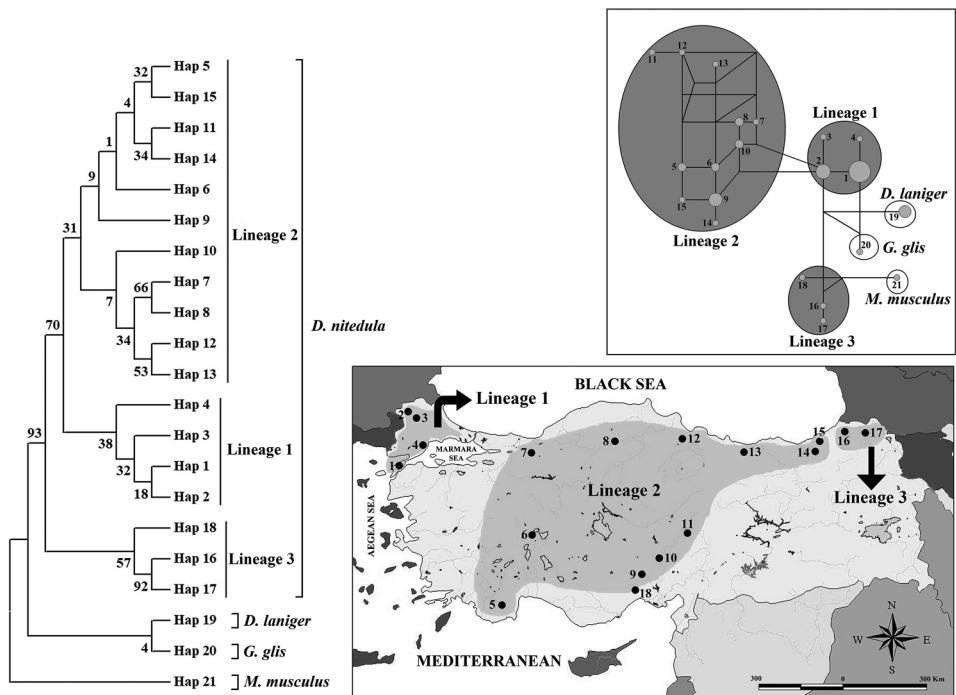 Hap 5
Hap 15
Hap 11
Hap 14
Hap 6
Hap 9
Hap 10
Hap 7
Hap 8
Hap 12
Hap 13
Hap 4
Hap 3
Hap 1
Hap 2
Hap 18
Hap 16
Hap 17
Hap 19
Hap 20
Hap 21
32
4
34
1
9
31
7
66
34
53
70
38
32
18
93
57
92
4
Lineage 2
Lineage 1
Lineage 3
D. nitedula
D. laniger
G. glis
M. musculus
11
12
13
8
7
10
5
6
15
9
14
Lineage 2
Lineage 1
3
4
2
1
D. laniger
19
20
G. glis
18
21
M. musculus
16
17
Lineage 3
BLACK SEA
Lineage 1
2
3
4
MARMARA
SEA
1
AEGEAN SEA
7
8
12
13
15
14
16
17
Lineage 2
Lineage 3
6
11
10
9
18
5
MEDITERRANEAN
N
W
E
S
300
0
300 Km